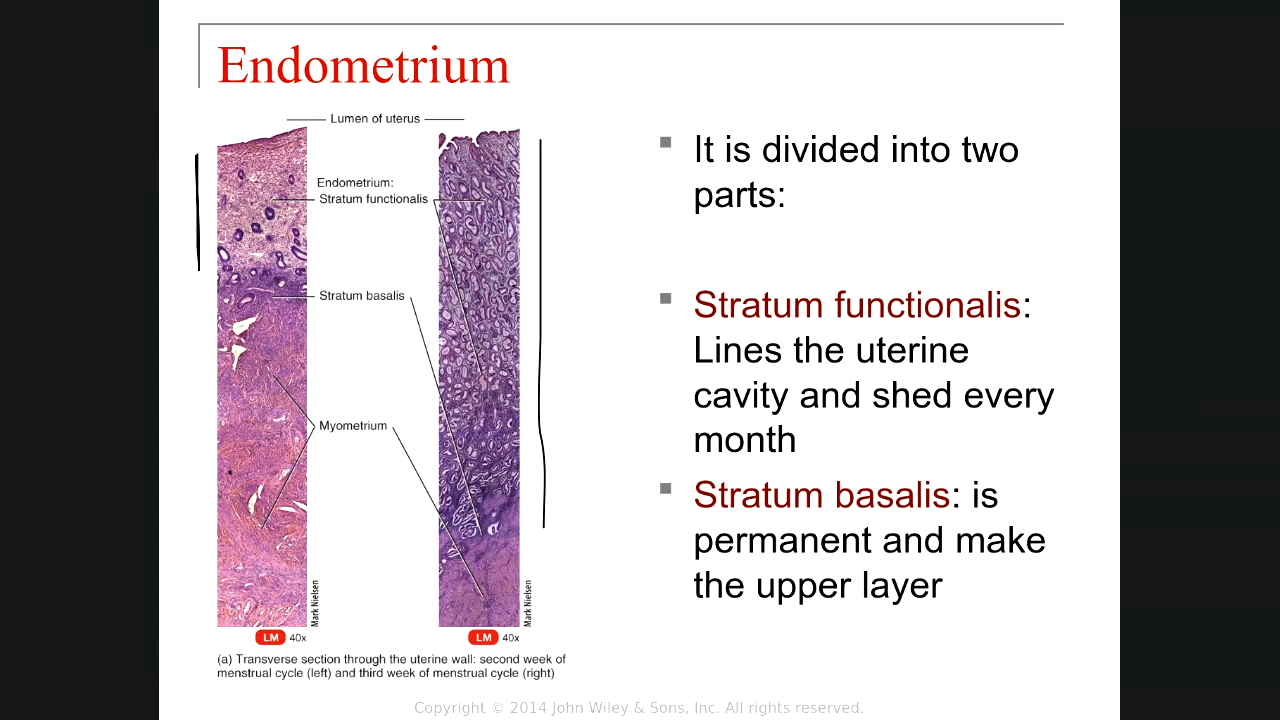 Endometrium
Lumen of uterus
Endometrium:
Stratum functionalis
Stratum basalis
Myometrium
Mark Nielsen
Mark Nielsen
LM 40x
LM 40x
(a) Transverse section through the uterine wall: second week of
menstrual cycle (left) and third week of menstrual cycle (right)
It is divided into two
parts:
Stratum functionalis:
Lines the uterine
cavity and shed every
month
Stratum basalis: is
permanent and make
the upper layer
Copyright © 2014 John Wiley & Sons, Inc. All rights reserved.